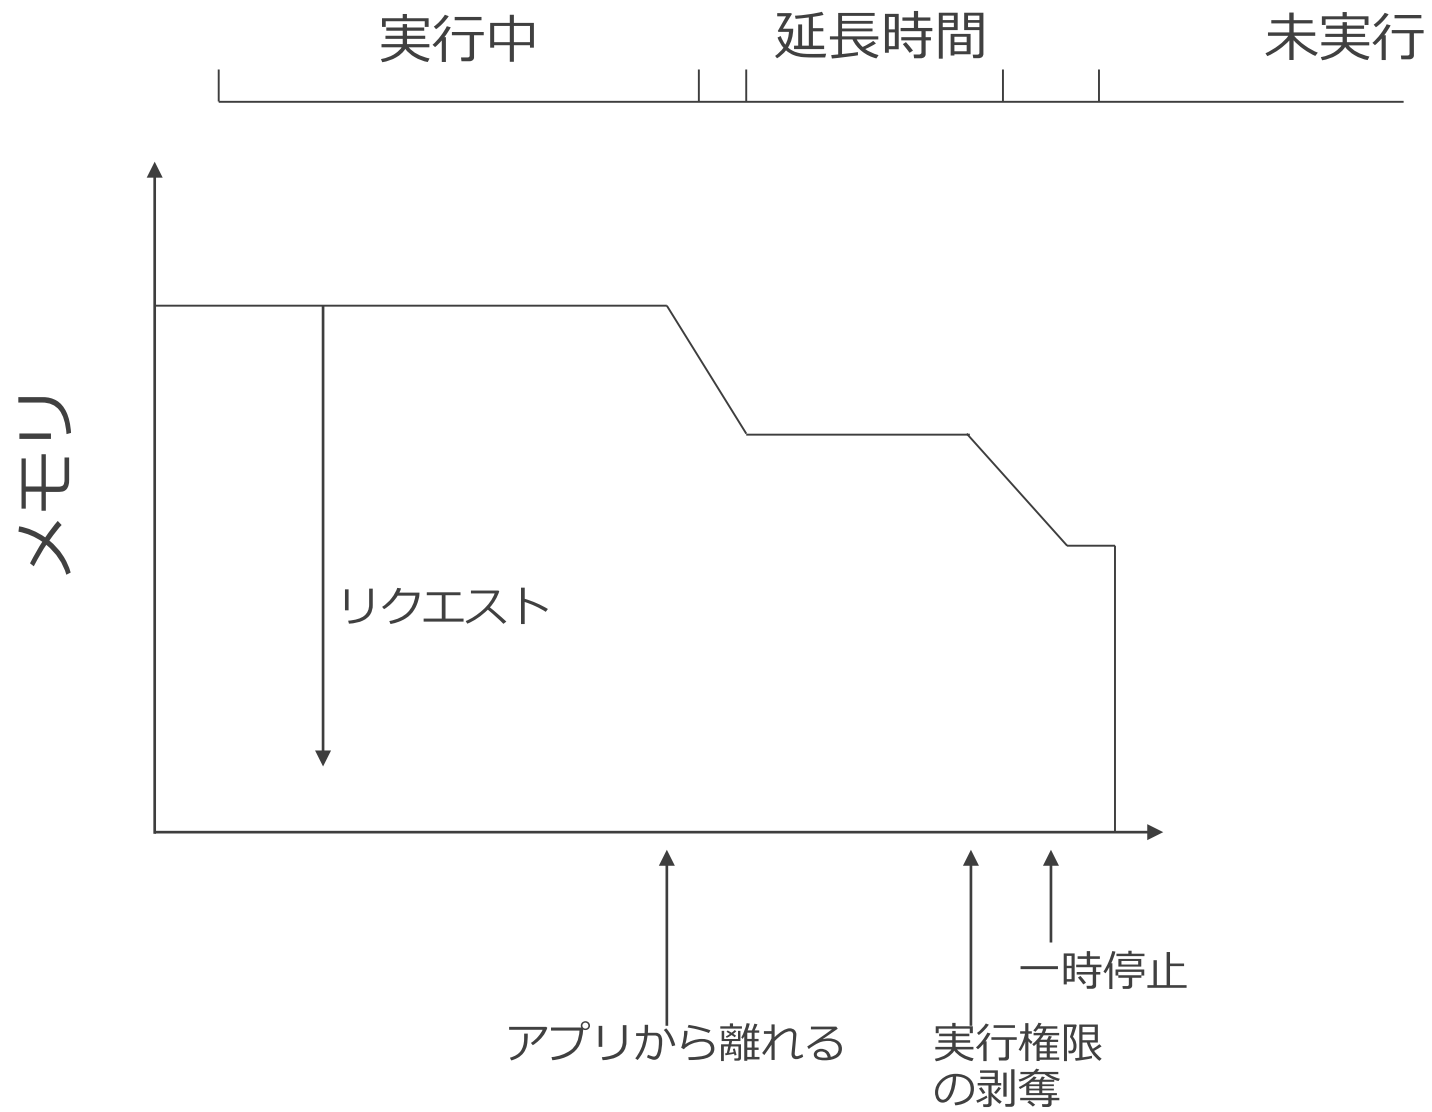 実行中
延長時間
未実行
メモリ
リクエスト
一時停止
アプリから離れる
実行権限
の剥奪